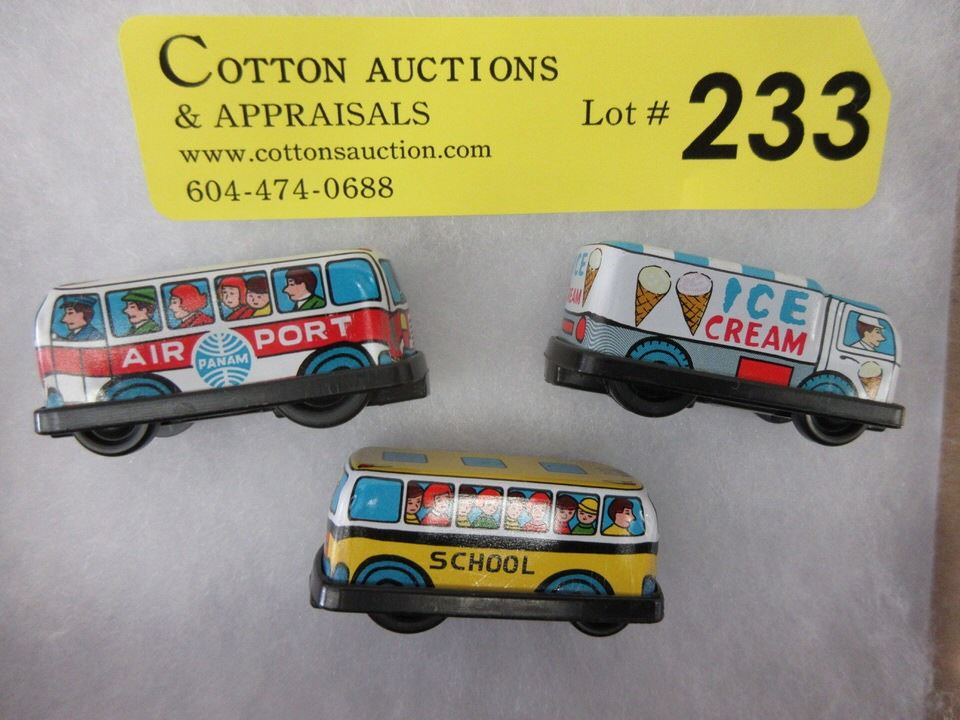 COTTON AUCTIONS
& APPRAISALS
www.cottonsauction.com
604-474-0688
Lot # 233
AIR PORT
PANAM
ICE
CREAM
SCHOOL